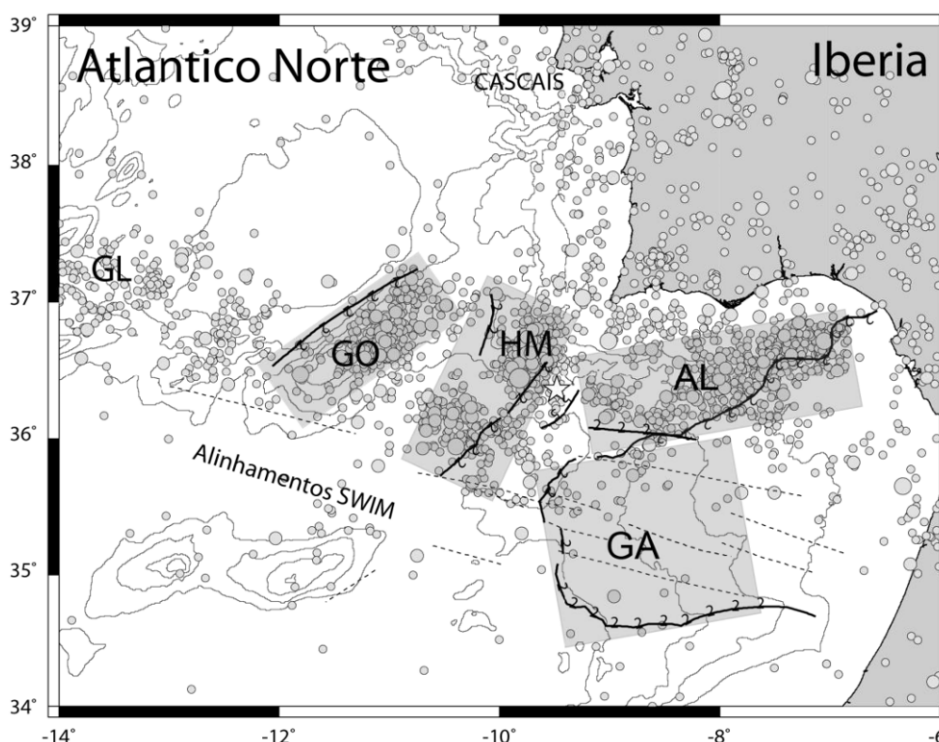 39°
Atlantico Norte
Iberia
CASCAIS
38°
GL
37°
GO
HM
AL
36°
Alinhamentos SWIM
GA
35°
34°
-14
-12
-10
-8
-6